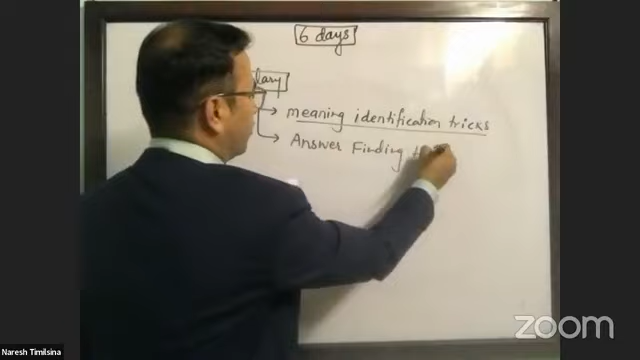 6 days
meaning identification tricks
Answer Finding
Naresh Timilsina
zoom